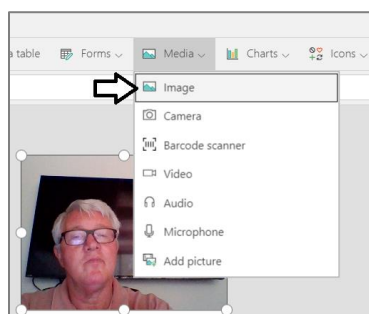 a table Forms Media Charts Icons
Image
Camera
Barcode scanner
Video
Audio
Microphone
Add picture